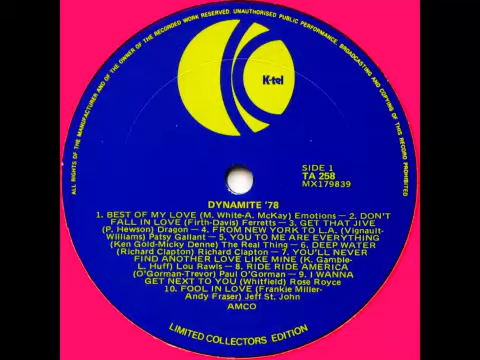 ALL RIGHTS OF THE MANUFACTURER AND OF THE OWNER OF THE RECORDED WORK RESERVED. UNAUTHORISED PUBLIC PERFORMANCE, BROADCASTING AND COPYING OF THIS RECORD PROHIBITED
K-tel
SIDE 1
TA 258
MX179839
DYNAMITE '78
1. BEST OF MY LOVE (M. White-A. McKay) Emotions — 2. DON'T
FALL IN LOVE (Firth-Davis) Ferretts — 3. GET THAT JIVE
(P. Hewson) Dragon — 4. FROM NEW YORK TO L.A. (Vignault-
Williams) Patsy Gallant — 5. YOU TO ME ARE EVERYTHING
(Ken Gold-Micky Denne) The Real Thing — 6. DEEP WATER
(Richard Clapton) Richard Clapton — 7. YOU'LL NEVER
FIND ANOTHER LOVE LIKE MINE (K. Gamble-
L. Huff) Lou Rawls — 8. RIDE RIDE AMERICA
(O'Gorman-Trevor) Paul O'Gorman — 9. I WANNA
GET NEXT TO YOU (Whitfield) Rose Royce
10. FOOL IN LOVE (Frankie Miller-
Andy Fraser) Jeff St. John
AMCO
LIMITED COLLECTORS EDITION